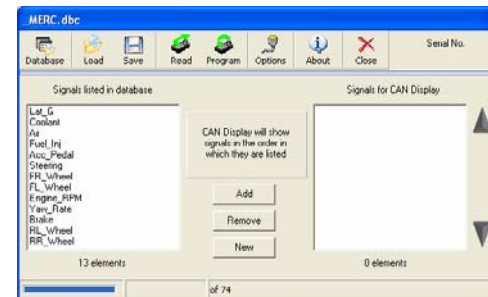 _MERC.dbc
Database Load Save Read Program Options About Close Serial No.
Signals listed in database
Signals for CAN Display
Lat_G
Coolant
Air
Fuel_Inj
Acc_Pedal
Steering
FR_Wheel
FL_Wheel
Engine_RPM
Yaw_Rate
Brake
RL_Wheel
RR_Wheel
CAN Display will show
signals in the order in
which they are listed
Add
Remove
New
13 elements
0 elements
of 74